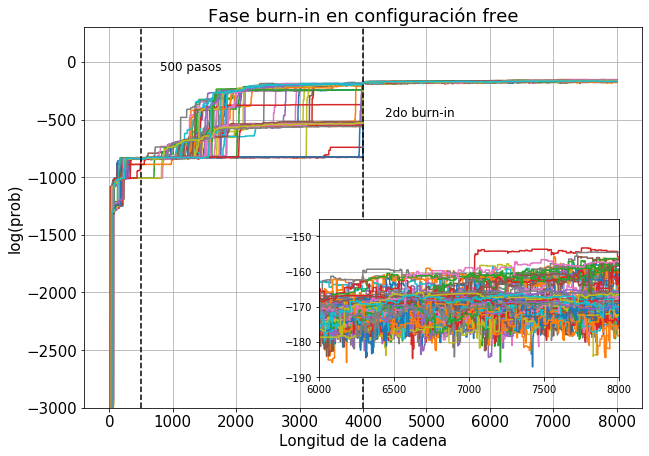 Fase burn-in en configuración free
0
−500
−1000
−1500
−2000
−2500
−3000
log(prob)
500 pasos
2do burn-in
−150
−160
−170
−180
−190
6000 6500 7000 7500 8000
0 1000 2000 3000 4000 5000 6000 7000 8000
Longitud de la cadena